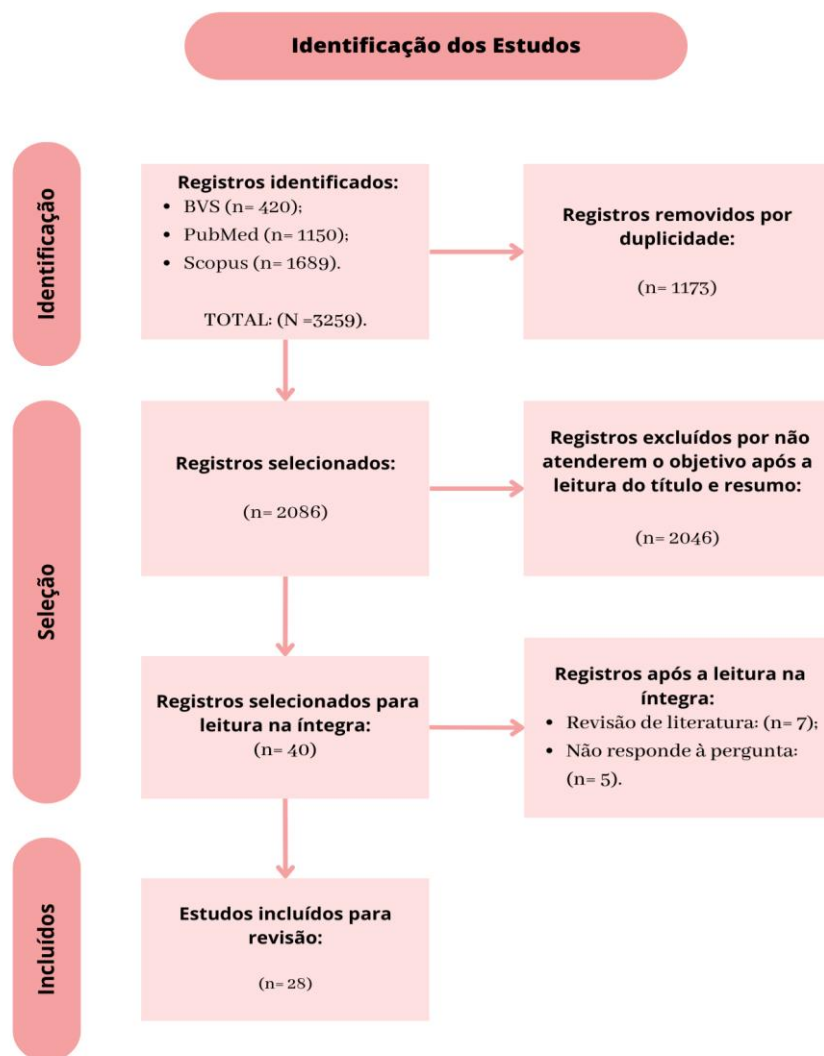 Identificação dos Estudos
Identificação
Registros identificados:
• BVS (n= 420);
• PubMed (n= 1150);
• Scopus (n= 1689).
TOTAL: (N =3259).
Registros removidos por
duplicidade:
(n= 1173)
Seleção
Registros selecionados:
(n= 2086)
Registros excluídos por não
atenderem o objetivo após a
leitura do título e resumo:
(n= 2046)
Registros selecionados para
leitura na íntegra:
(n= 40)
Registros após a leitura na
íntegra:
• Revisão de literatura: (n= 7);
• Não responde à pergunta:
(n= 5).
Incluídos
Estudos incluídos para
revisão:
(n= 28)